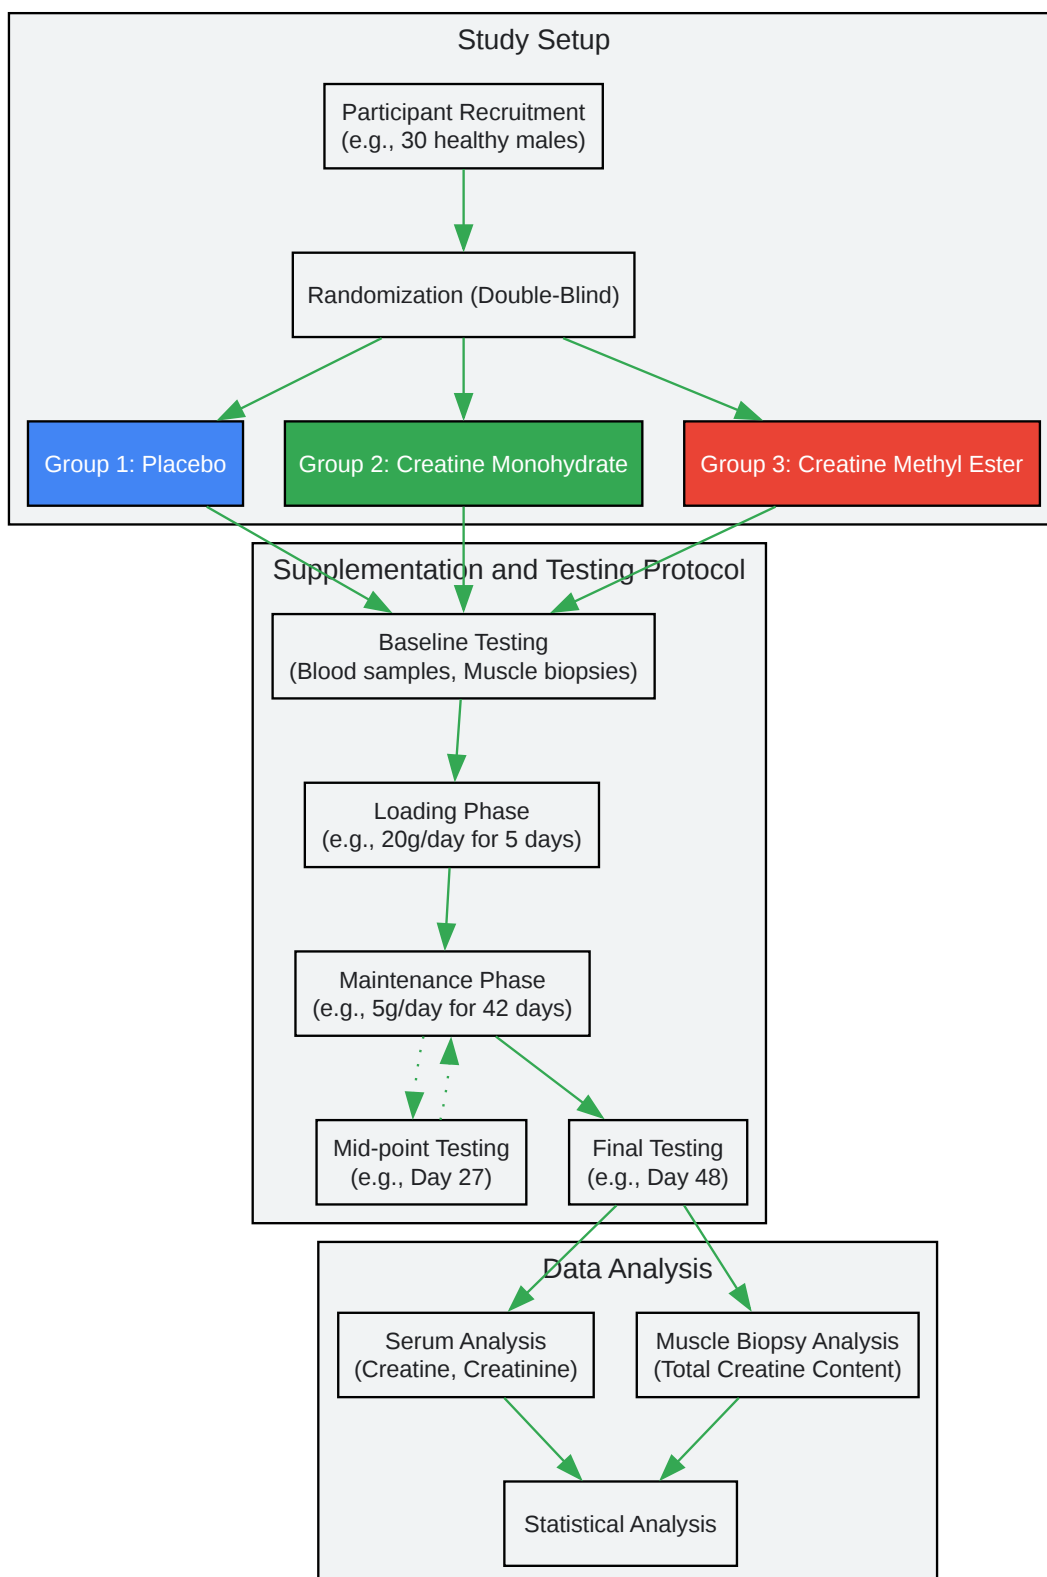 Study Setup
Participant Recruitment
(e.g., 30 healthy males)
Randomization (Double-Blind)
Group 1: Placebo
Group 2: Creatine Monohydrate
Group 3: Creatine Methyl Ester
Supplementation and Testing Protocol
Baseline Testing
(Blood samples, Muscle biopsies)
Loading Phase
(e.g., 20g/day for 5 days)
Maintenance Phase
(e.g., 5g/day for 42 days)
Mid-point Testing
(e.g., Day 27)
Final Testing
(e.g., Day 48)
Data Analysis
Serum Analysis
(Creatine, Creatinine)
Muscle Biopsy Analysis
(Total Creatine Content)
Statistical Analysis